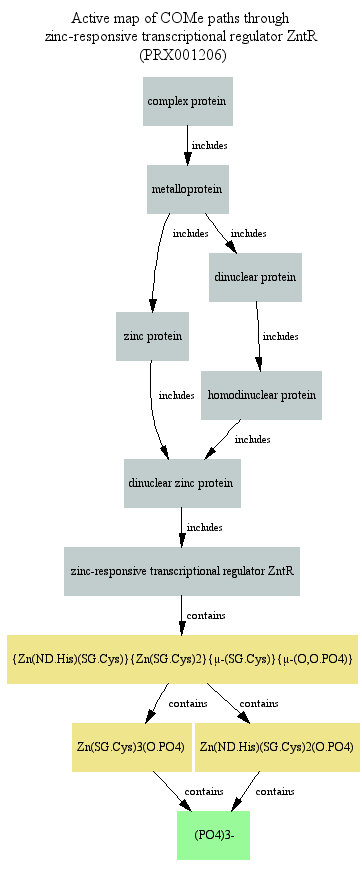 Active map of COMe paths through
zinc-responsive transcriptional regulator ZntR
(PRX001206)
complex protein
includes
metalloprotein
includes
includes
dinuclear protein
zinc protein
includes
homodinuclear protein
includes
includes
dinuclear zinc protein
includes
zinc-responsive transcriptional regulator ZntR
contains
{Zn(ND.His)(SG.Cys)}{Zn(SG.Cys)2}{μ-(SG.Cys)}{μ-(O,O.PO4)}
contains
contains
Zn(SG.Cys)3(O.PO4)
Zn(ND.His)(SG.Cys)2(O.PO4)
contains
contains
(PO4)3-